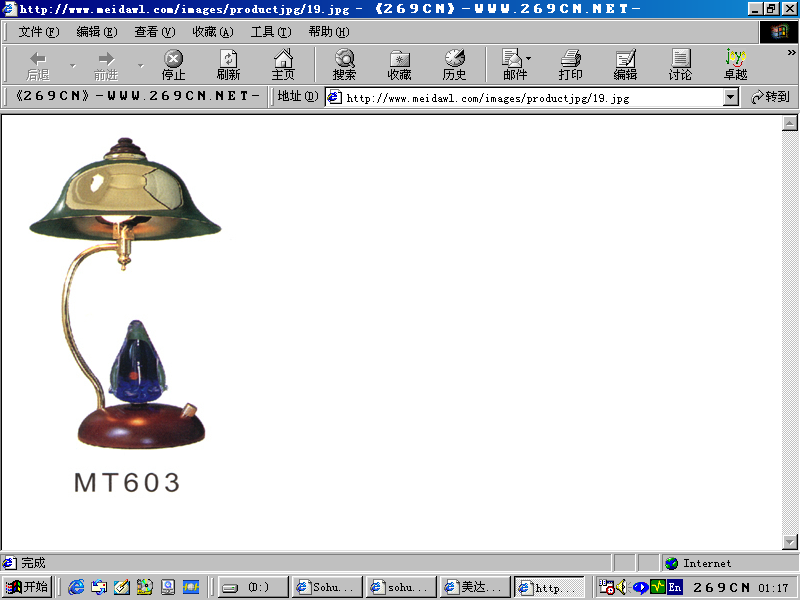 http://www.meidawl.com/images/productjpg/19.jpg - 《269CN》-WWW.269CN.NET-
文件(F) 编辑(E) 查看(V) 收藏(A) 工具(T) 帮助(H)
后退 前进 停止 刷新 主页 搜索 收藏 历史 邮件 打印 编辑 讨论 卓越
《269CN》-WWW.269CN.NET- 地址(D) http://www.meidawl.com/images/productjpg/19.jpg 转到
MT603
完成 Internet
开始 (D:) Sohu... sohu... 美达... http... En 269CN 01:17